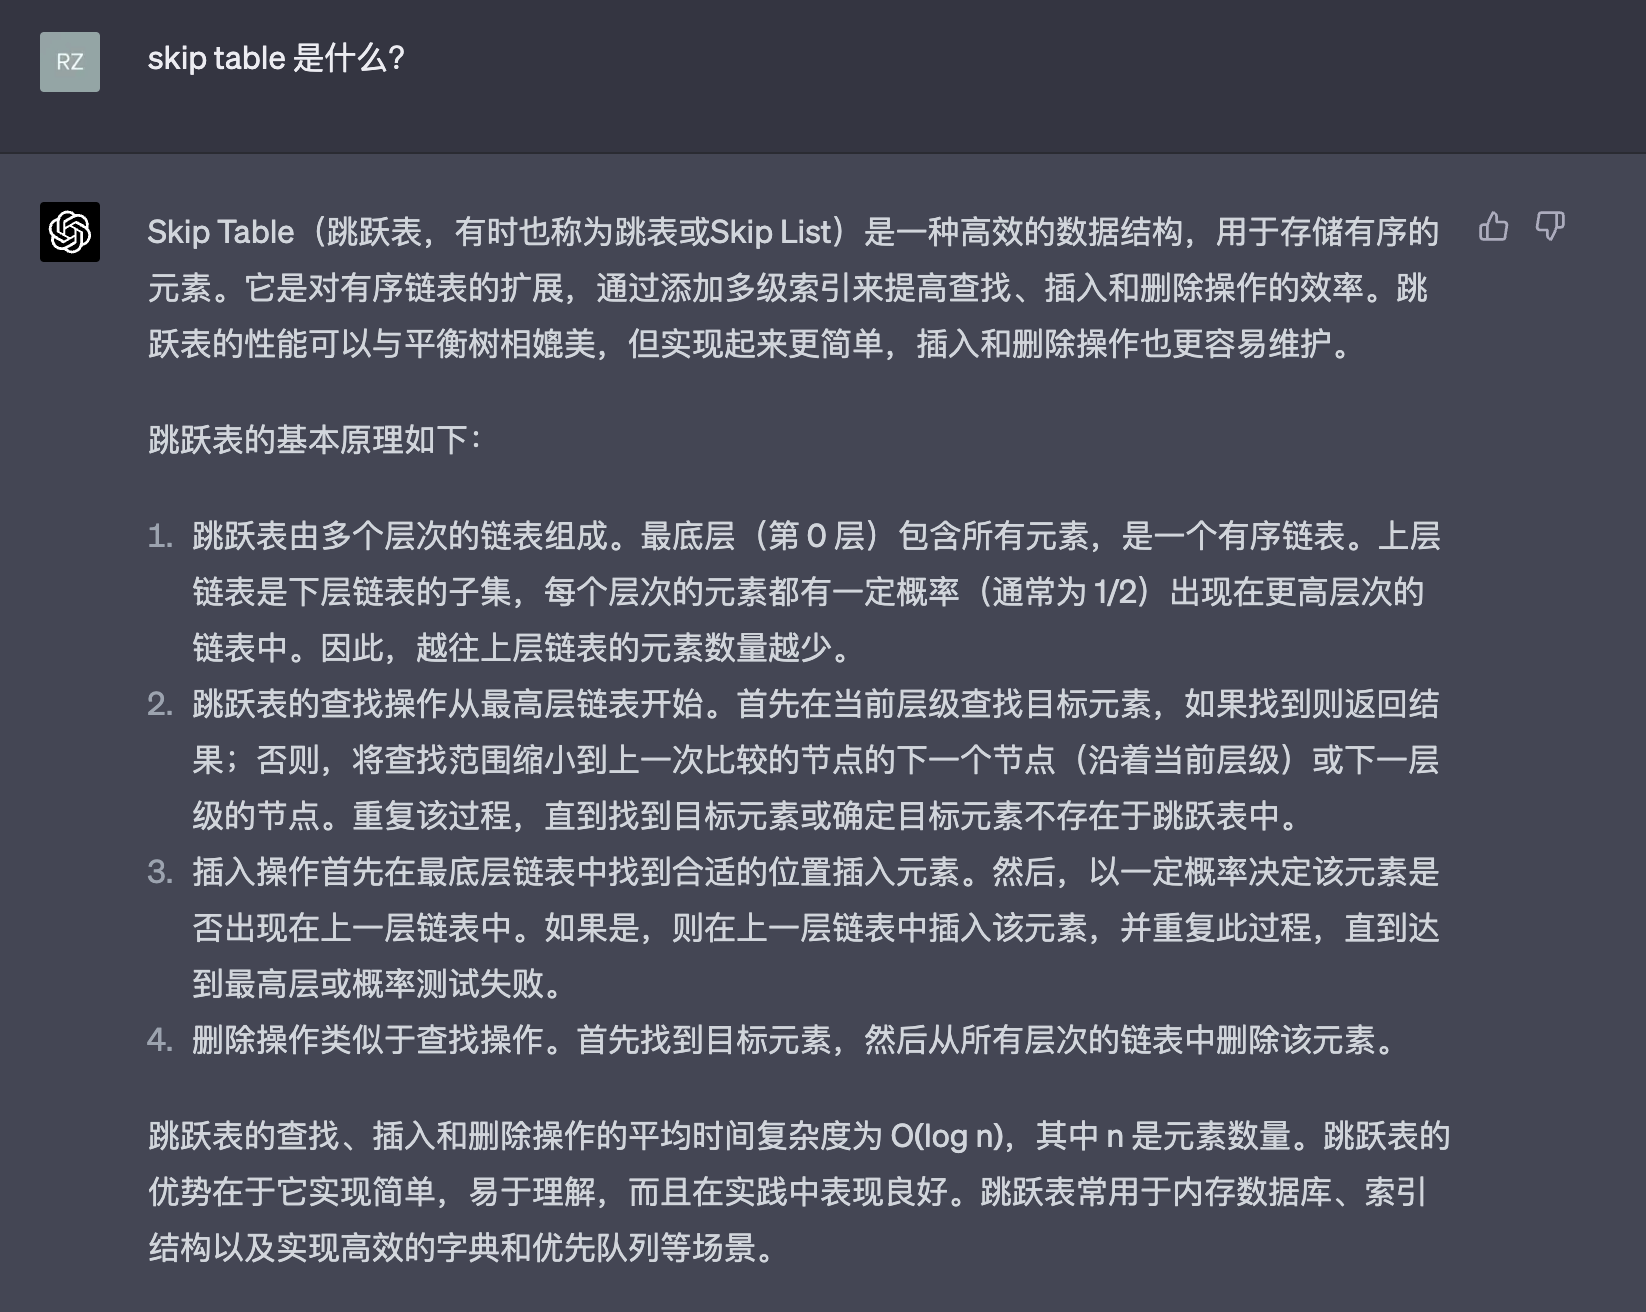 RZ
skip table 是什么?
Skip Table（跳跃表，有时也称为跳表或Skip List）是一种高效的数据结构，用于存储有序的
元素。它是对有序链表的扩展，通过添加多级索引来提高查找、插入和删除操作的效率。跳
跃表的性能可以与平衡树相媲美，但实现起来更简单，插入和删除操作也更容易维护。
跳跃表的基本原理如下：
1. 跳跃表由多个层次的链表组成。最底层（第 0 层）包含所有元素，是一个有序链表。上层
链表是下层链表的子集，每个层次的元素都有一定概率（通常为 1/2）出现在更高层次的
链表中。因此，越往上层链表的元素数量越少。
2. 跳跃表的查找操作从最高层链表开始。首先在当前层级查找目标元素，如果找到则返回结
果；否则，将查找范围缩小到上一次比较的节点的下一个节点（沿着当前层级）或下一层
级的节点。重复该过程，直到找到目标元素或确定目标元素不存在于跳跃表中。
3. 插入操作首先在最底层链表中找到合适的位置插入元素。然后，以一定概率决定该元素是
否出现在上一层链表中。如果是，则在上一层链表中插入该元素，并重复此过程，直到达
到最高层或概率测试失败。
4. 删除操作类似于查找操作。首先找到目标元素，然后从所有层次的链表中删除该元素。
跳跃表的查找、插入和删除操作的平均时间复杂度为 O(log n)，其中 n 是元素数量。跳跃表的
优势在于它实现简单，易于理解，而且在实践中表现良好。跳跃表常用于内存数据库、索引
结构以及实现高效的字典和优先队列等场景。